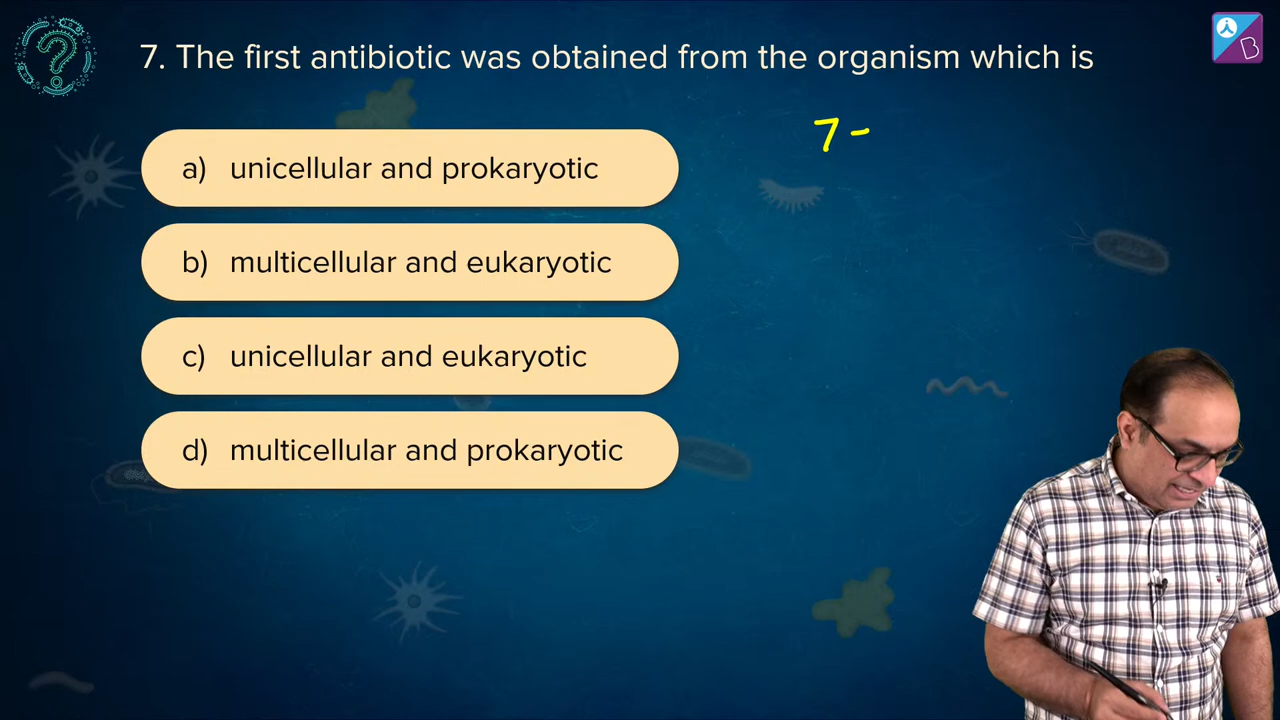 7. The first antibiotic was obtained from the organism which is
7 -
a) unicellular and prokaryotic
b) multicellular and eukaryotic
c) unicellular and eukaryotic
d) multicellular and prokaryotic